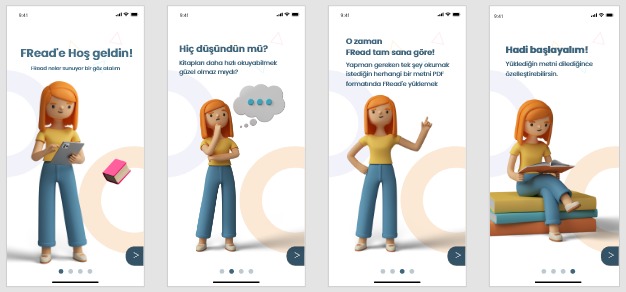 9:41
FRead'e Hoş geldin!
FRead neler sunuyor bir göz atalım
>
9:41
Hiç düşündün mü?
Kitapları daha hızlı okuyabilmek
güzel olmaz mıydı?
>
9:41
O zaman
FRead tam sana göre!
Yapman gereken tek şey okumak
istediğin herhangi bir metni PDF
formatında FRead'e yüklemek
>
9:41
Hadi başlayalım!
Yüklediğin metni dilediğince
özelleştirebilirsin.
>